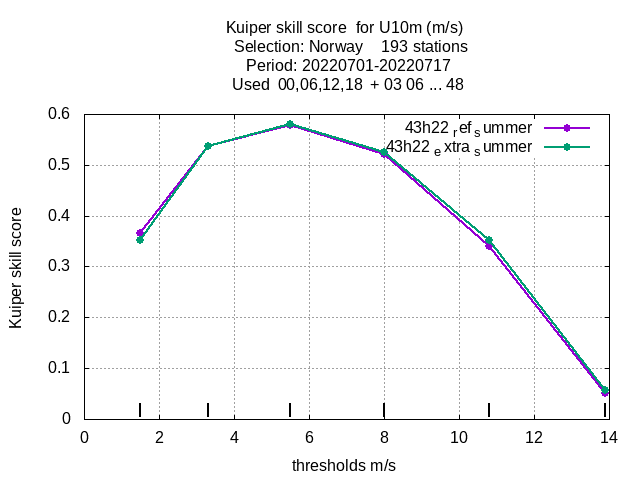 Kuiper skill score for U10m (m/s)
Selection: Norway 193 stations
Period: 20220701-20220717
Used 00,06,12,18 + 03 06 ... 48
43h22 ref summer
43h22 extra summer
0.6
0.5
0.4
0.3
0.2
0.1
0
Kuiper skill score
0 2 4 6 8 10 12 14
thresholds m/s